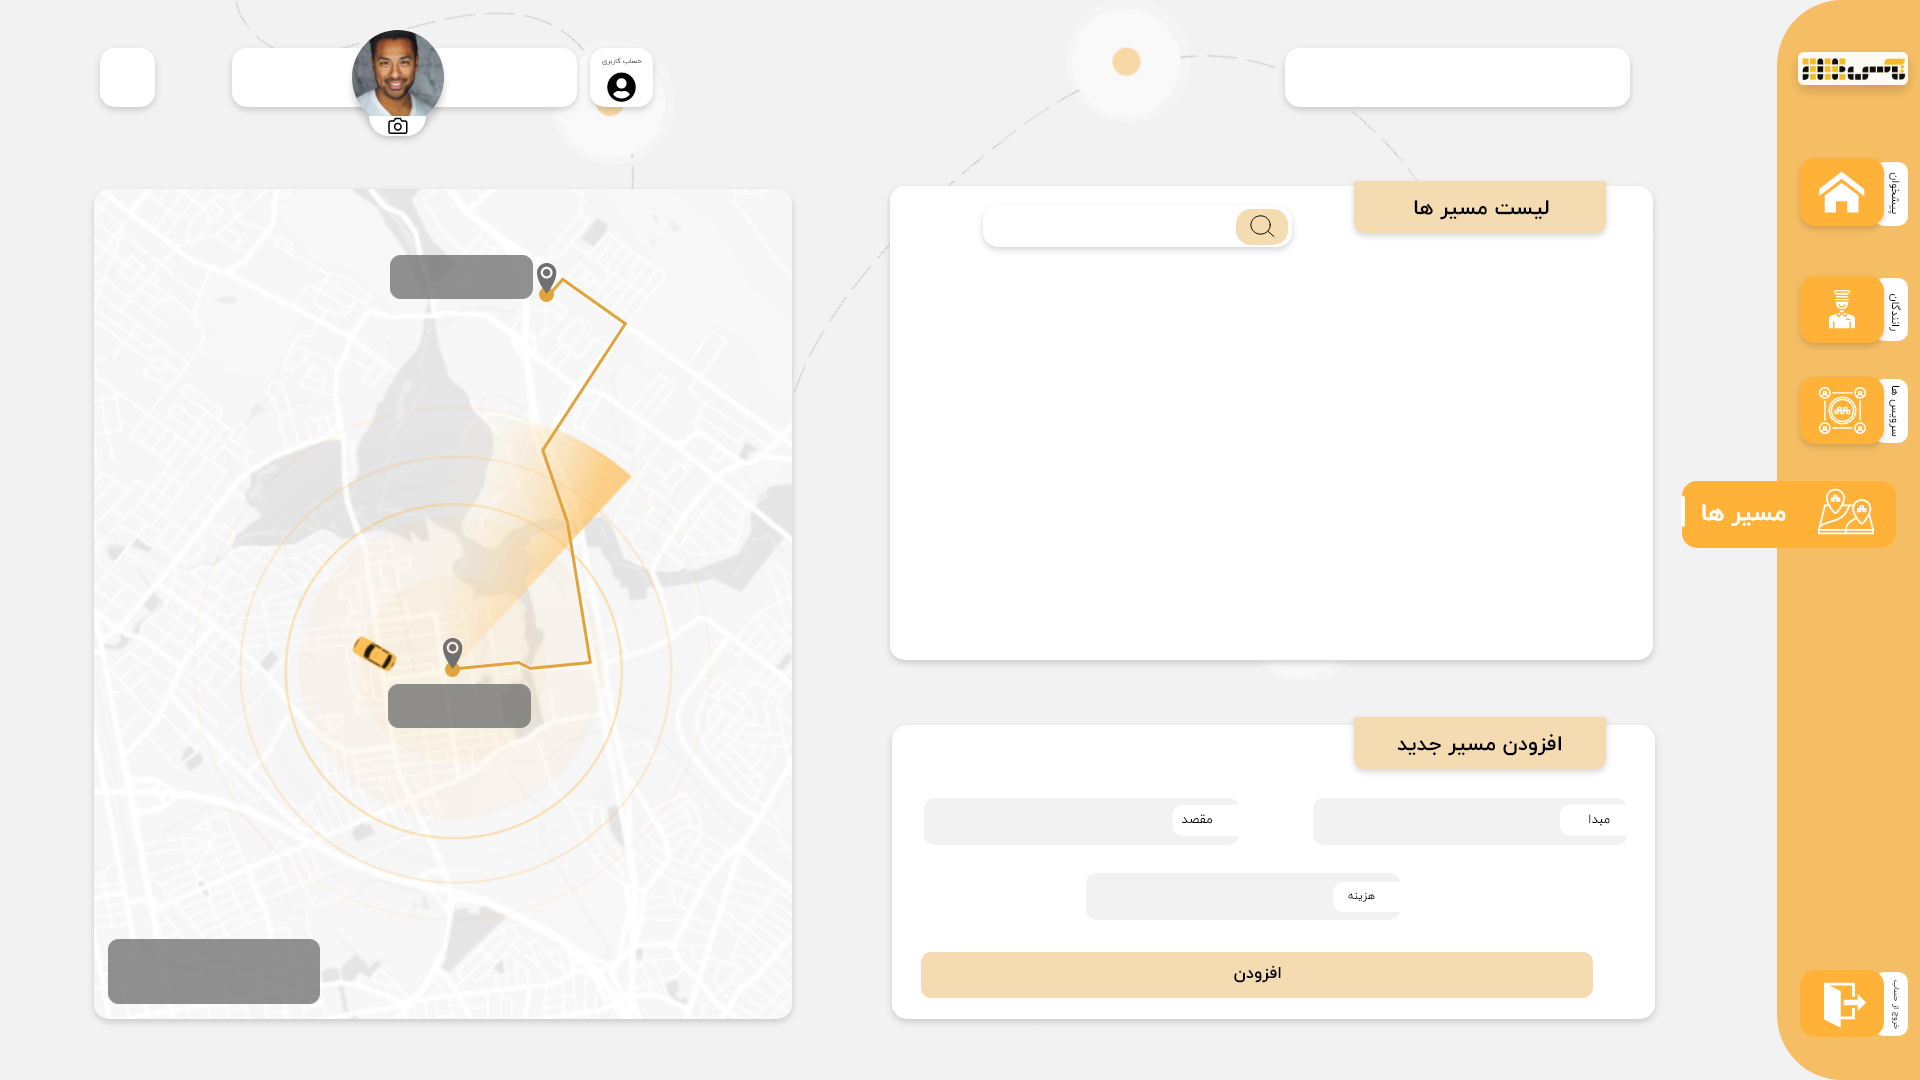 حساب کاربری
تاکسی
پیشخوان
رانندگان
سرویس ها
مسیر ها
خروج از حساب
لیست مسیر ها
افزودن مسیر جدید
مبدا
مقصد
هزینه
افزودن